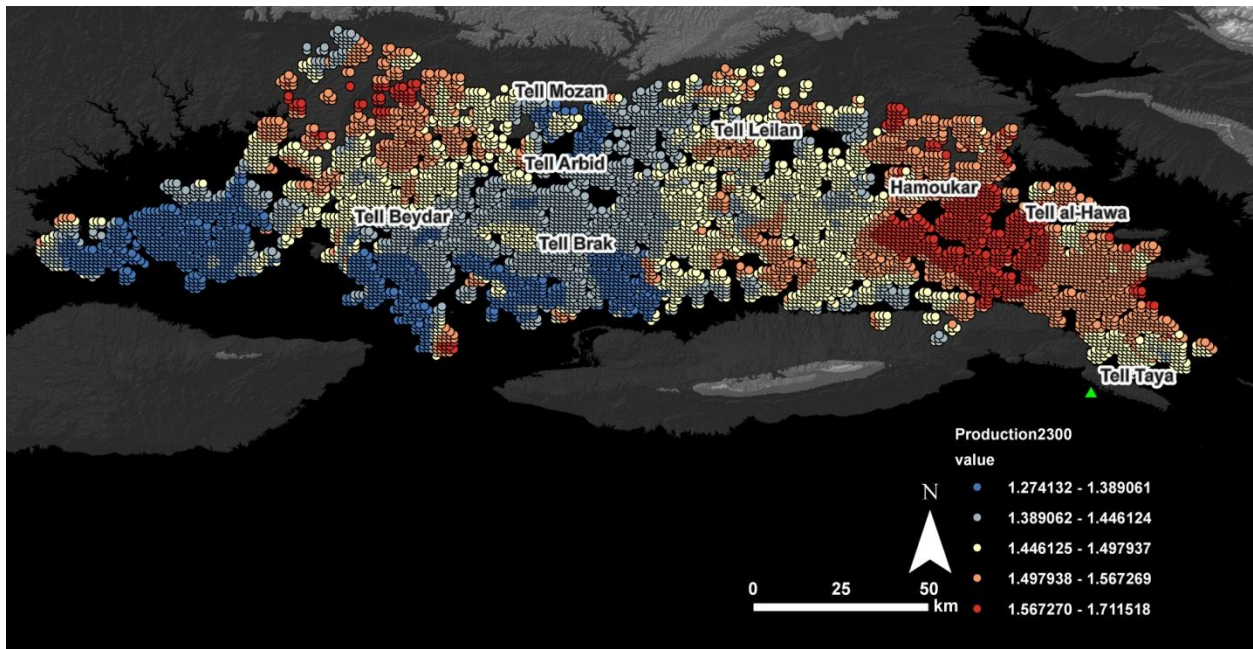 Tell Mozan
Tell Leilan
Tell Arbid
Hamoukar
Tell Beydar
Tell al-Hawa
Tell Brak
Tell Taya
Production2300
value
1.274132 - 1.389061
1.389062 - 1.446124
1.446125 - 1.497937
1.497938 - 1.567269
1.567270 - 1.711518
N
0 25 50
km